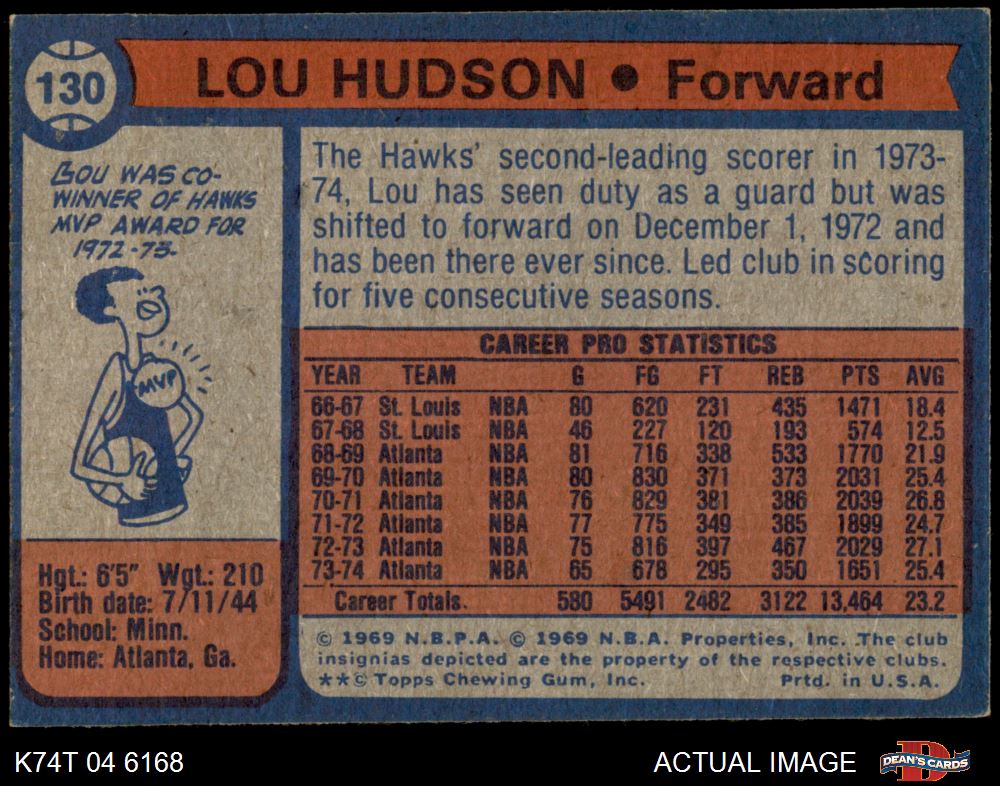 130
LOU HUDSON • Forward
LOU WAS CO-
WINNER OF HAWKS
MVP AWARD FOR
1972-73.
MVP
Hgt.: 6'5" Wgt.: 210
Birth date: 7/11/44
School: Minn.
Home: Atlanta, Ga.
The Hawks' second-leading scorer in 1973-
74, Lou has seen duty as a guard but was
shifted to forward on December 1, 1972 and
has been there ever since. Led club in scoring
for five consecutive seasons.
CAREER PRO STATISTICS
YEAR TEAM G FG FT REB PTS AVG
66-67 St. Louis NBA 80 620 231 435 1471 18.4
67-68 St. Louis NBA 46 227 120 193 574 12.5
68-69 Atlanta NBA 81 716 338 533 1770 21.9
69-70 Atlanta NBA 80 830 371 373 2031 25.4
70-71 Atlanta NBA 76 829 381 386 2039 26.8
71-72 Atlanta NBA 77 775 349 385 1899 24.7
72-73 Atlanta NBA 75 816 397 467 2029 27.1
73-74 Atlanta NBA 65 678 295 350 1651 25.4
Career Totals. 580 5491 2482 3122 13,464 23.2
© 1969 N.B.P.A. © 1969 N.B.A. Properties, Inc. The club
insignias depicted are the property of the respective clubs.
**© Topps Chewing Gum, Inc. Prtd. in U.S.A.
K74T 04 6168
ACTUAL IMAGE
D
DEAN'S CARDS